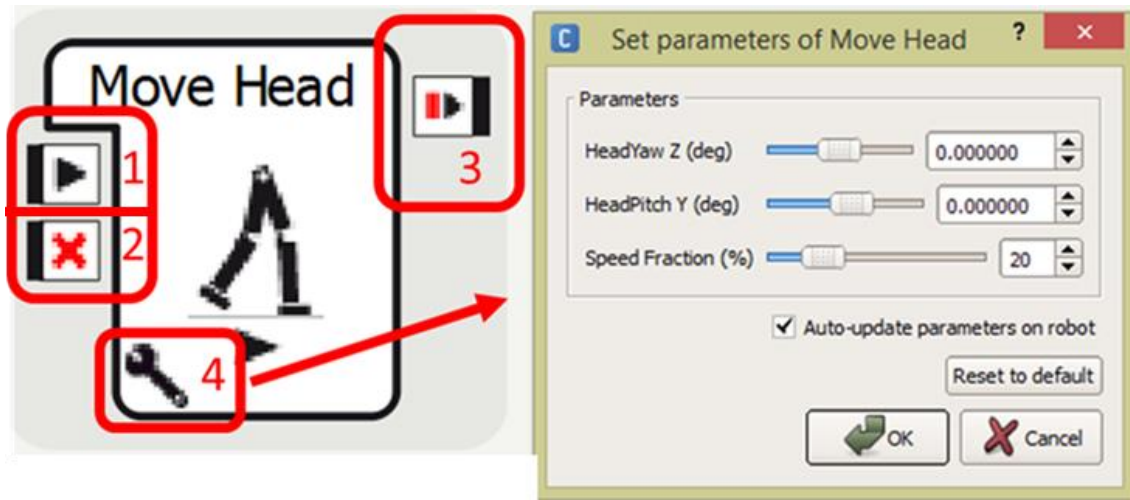 Move Head
1
2
3
4
C Set parameters of Move Head ? ×
Parameters
HeadYaw Z (deg) 0.000000
HeadPitch Y (deg) 0.000000
Speed Fraction (%) 20
Auto-update parameters on robot
Reset to default
OK Cancel